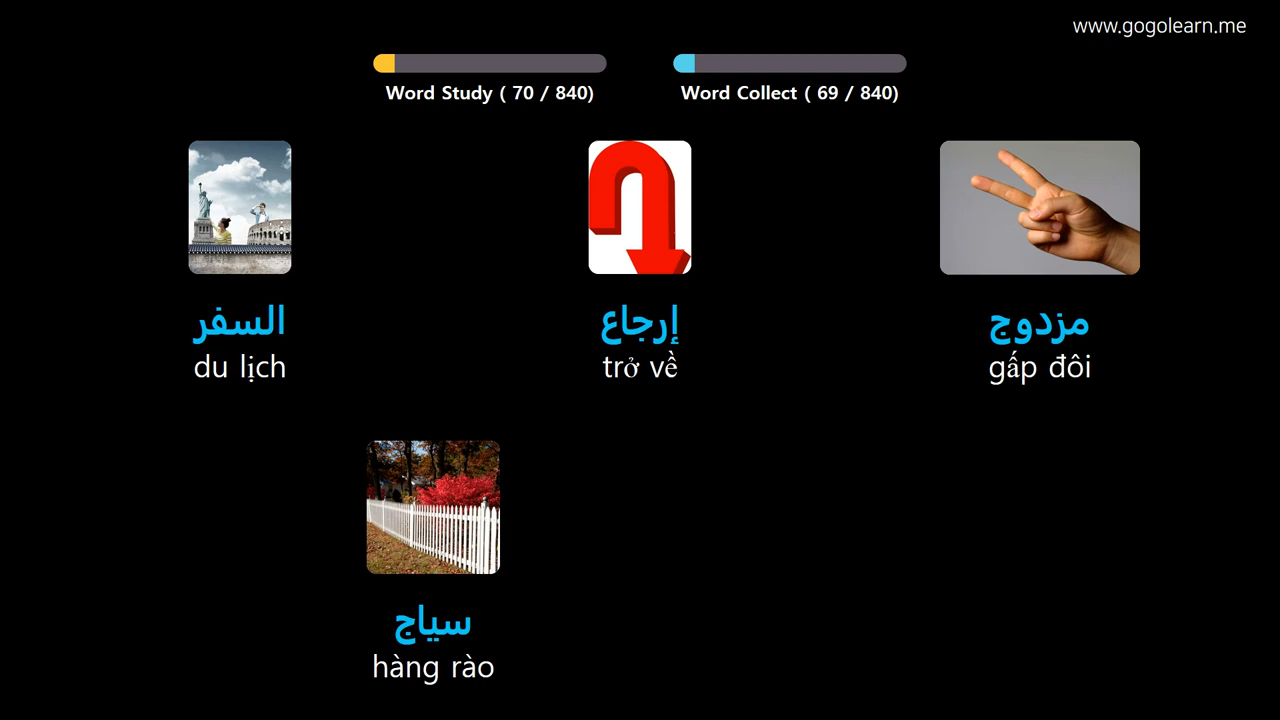 www.gogolearn.me
Word Study ( 70 / 840)
Word Collect ( 69 / 840)
السفر
du lịch
إرجاع
trở về
مزدوج
gấp đôi
سياج
hàng rào